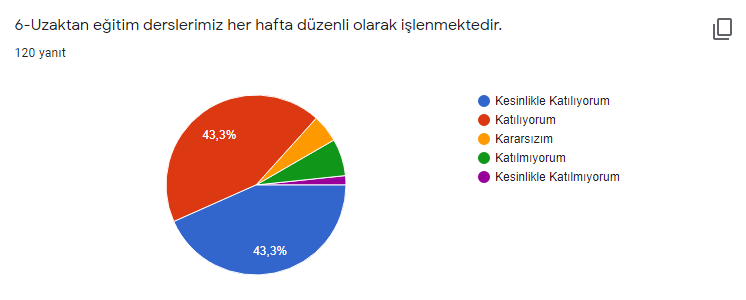 6-Uzaktan eğitim derslerimiz her hafta düzenli olarak işlenmektedir.
120 yanıt
43,3%
43,3%
Kesinlikle Katılıyorum
Katılıyorum
Kararsızım
Katılmıyorum
Kesinlikle Katılmıyorum